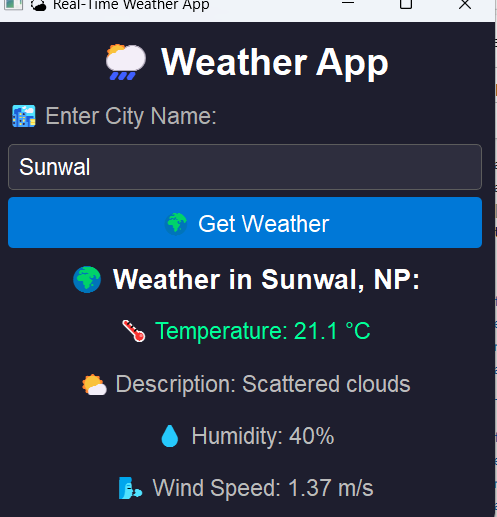 Real-Time Weather App
Weather App
Enter City Name:
Sunwal
Get Weather
Weather in Sunwal, NP:
Temperature: 21.1 °C
Description: Scattered clouds
Humidity: 40%
Wind Speed: 1.37 m/s